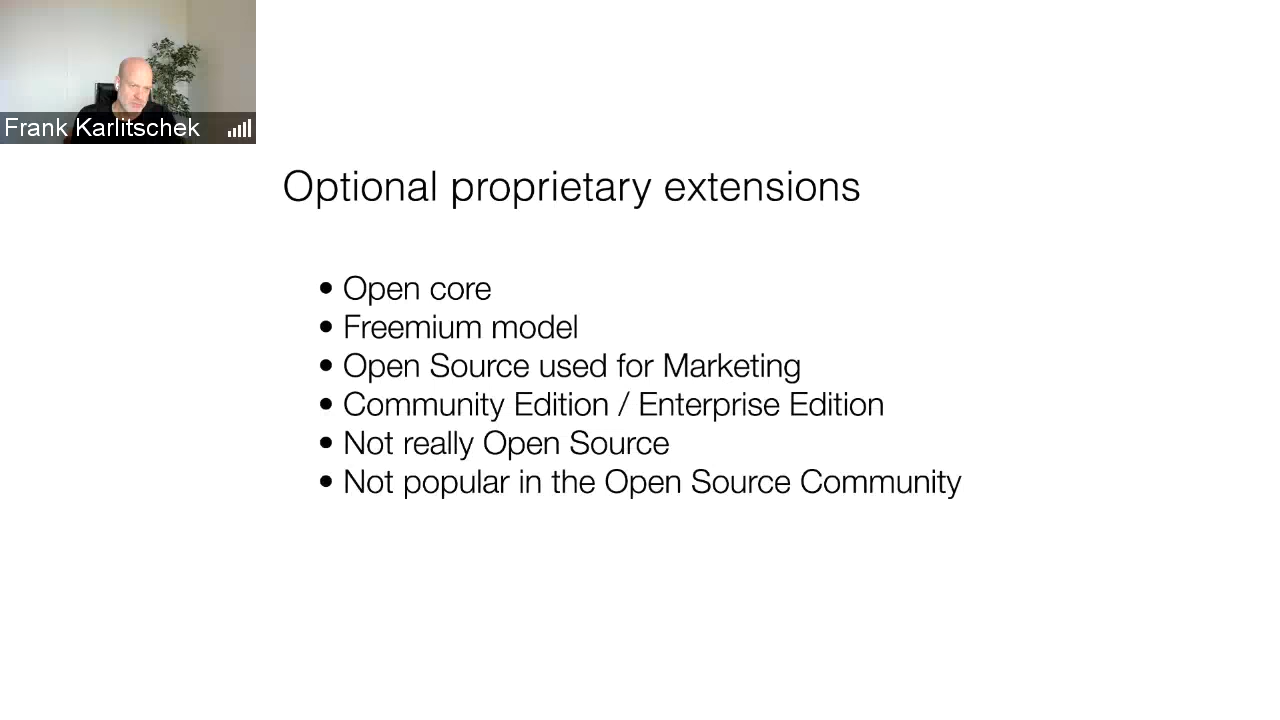 Frank Karlitschek
Optional proprietary extensions
• Open core
• Freemium model
• Open Source used for Marketing
• Community Edition / Enterprise Edition
• Not really Open Source
• Not popular in the Open Source Community